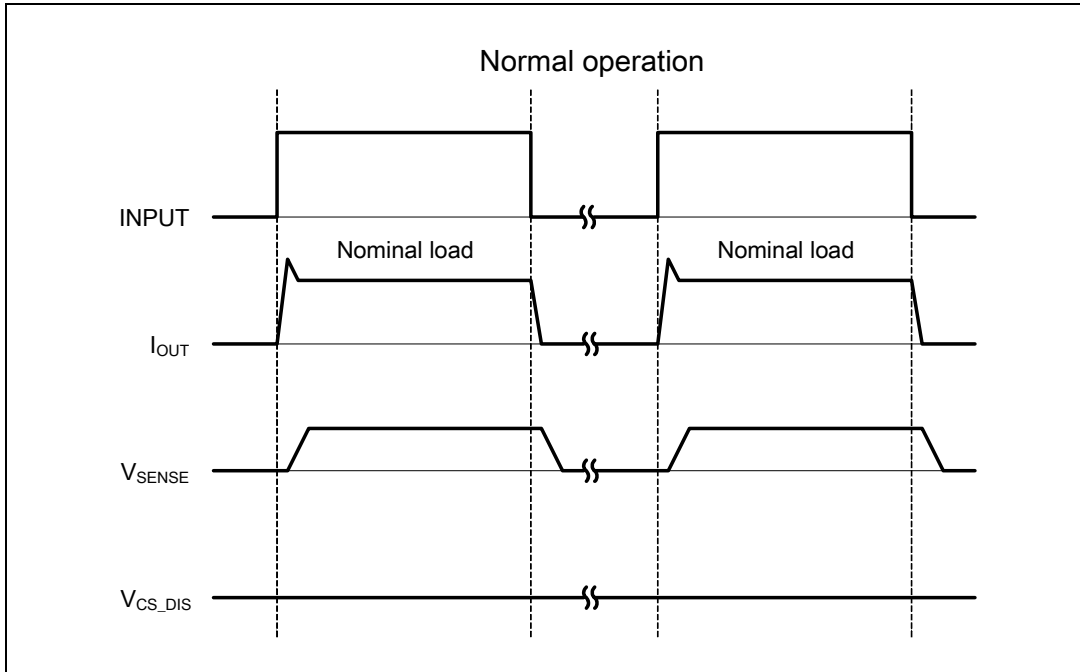 Normal operation
INPUT
Nominal load
Nominal load
IOUT
VSENSE
VCS_DIS